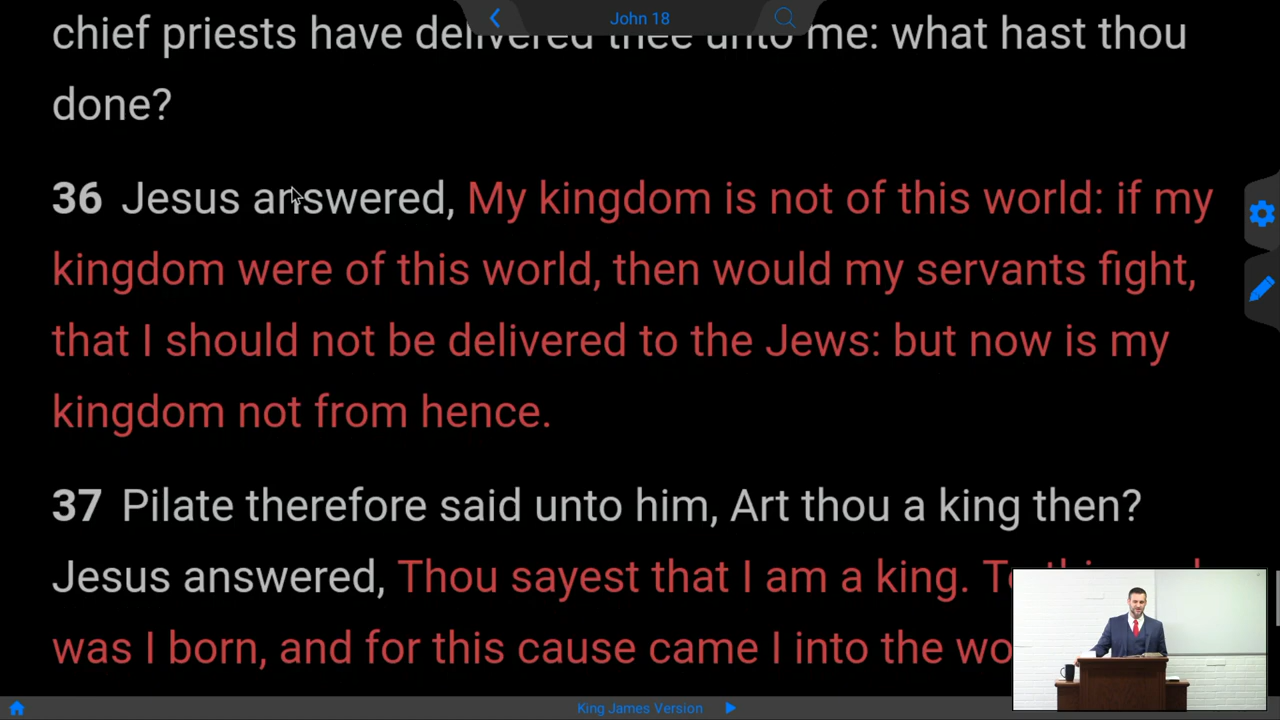 John 18
chief priests have delivered thee unto me: what hast thou
done?
36 Jesus answered, My kingdom is not of this world: if my
kingdom were of this world, then would my servants fight,
that I should not be delivered to the Jews: but now is my
kingdom not from hence.
37 Pilate therefore said unto him, Art thou a king then?
Jesus answered, Thou sayest that I am a king.
was I born, and for this cause came I into the
King James Version